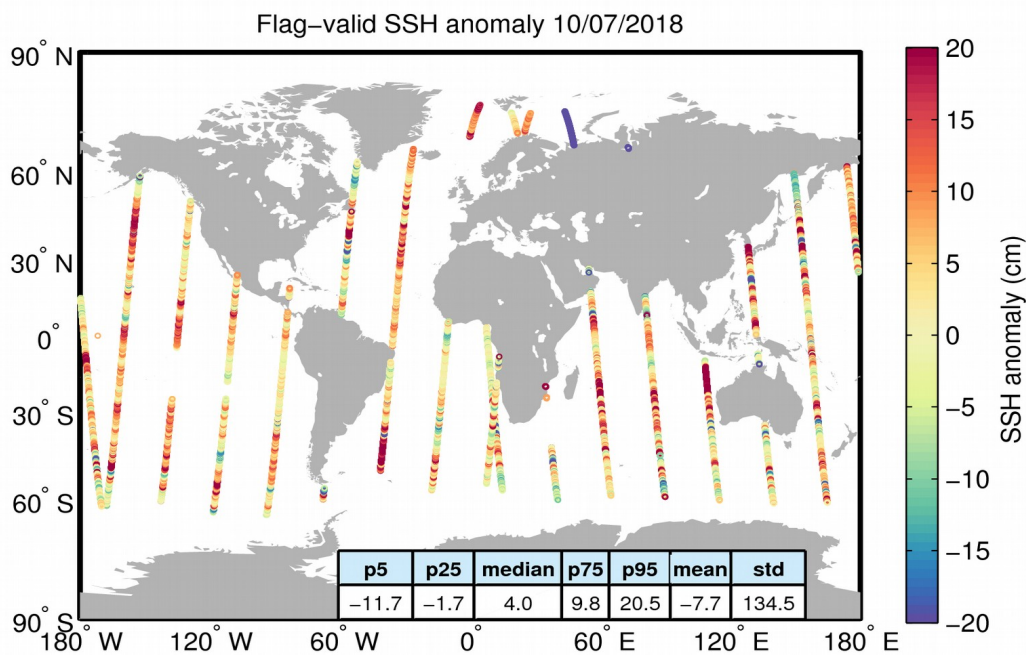 Flag−valid SSH anomaly 10/07/2018
90° N
60° N
30° N
0°
30° S
60° S
90° S
180° W 120° W 60° W 0° 60° E 120° E 180° E
p5 p25 median p75 p95 mean std
−11.7 −1.7 4.0 9.8 20.5 −7.7 134.5
20
15
10
5
0
−5
−10
−15
−20
SSH anomaly (cm)